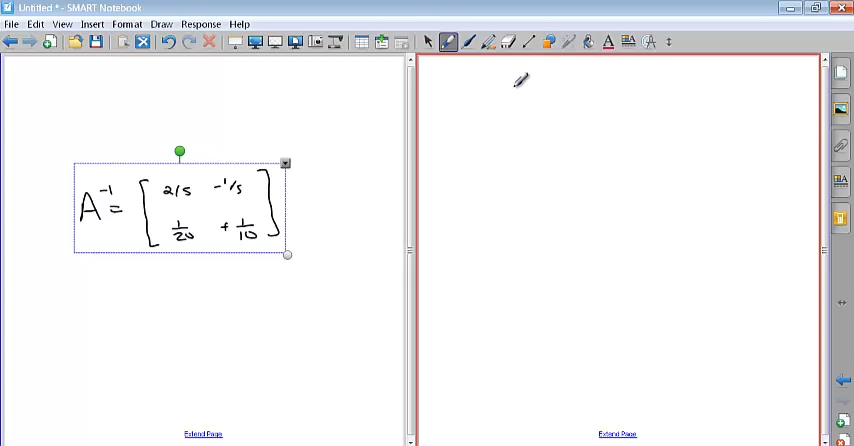 Untitled * - SMART Notebook
File Edit View Insert Format Draw Response Help
A⁻¹ = [ 2/5 -1/5
1/20 + 1/10 ]
Extend Page Extend Page